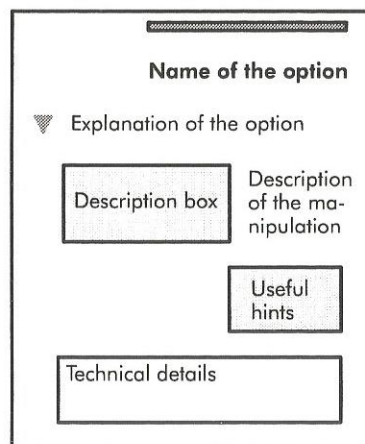 Name of the option
Explanation of the option
Description box
Description
of the ma-
nipulation
Useful
hints
Technical details